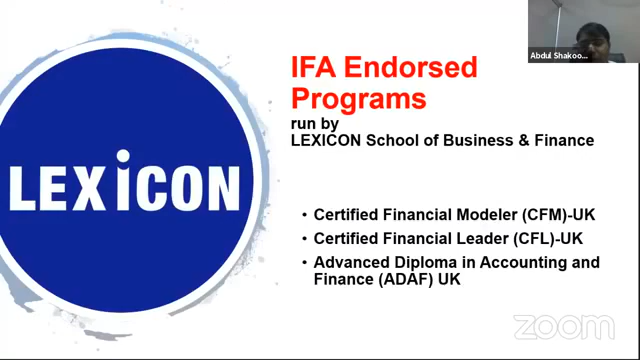 IFA Endorsed
Programs
run by
LEXICON School of Business & Finance
LEXiCON
• Certified Financial Modeler (CFM)-UK
• Certified Financial Leader (CFL)-UK
• Advanced Diploma in Accounting and
Finance (ADAF) UK
Abdul Shakoo...
zoom